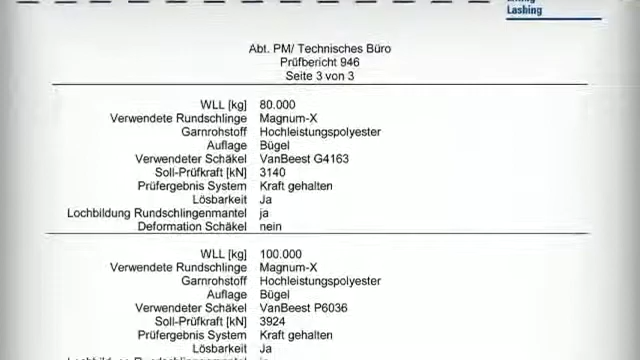 Lashing
Abt. PM/ Technisches Büro
Prüfbericht 946
Seite 3 von 3
WLL [kg] 80.000
Verwendete Rundschlinge Magnum-X
Garnrohstoff Hochleistungspolyester
Auflage Bügel
Verwendeter Schäkel VanBeest G4163
Soll-Prüfkraft [kN] 3140
Prüfergebnis System Kraft gehalten
Lösbarkeit Ja
Lochbildung Rundschlingenmantel ja
Deformation Schäkel nein
WLL [kg] 100.000
Verwendete Rundschlinge Magnum-X
Garnrohstoff Hochleistungspolyester
Auflage Bügel
Verwendeter Schäkel VanBeest P6036
Soll-Prüfkraft [kN] 3924
Prüfergebnis System Kraft gehalten
Lösbarkeit Ja